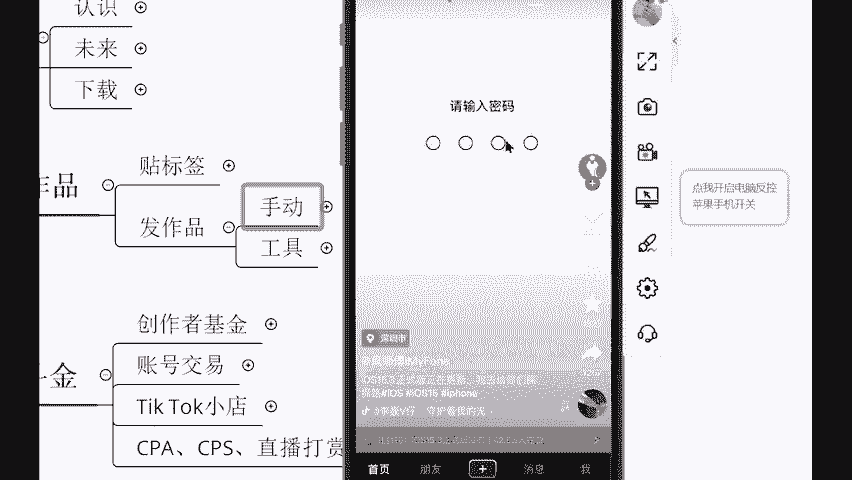 认识
未来
下载
作品
贴标签
发作品
手动
工具
金
创作者基金
账号交易
Tik Tok小店
CPA、CPS、直播打赏
请输入密码
深圳市
#iOS #iOS16 #iphone
首页
朋友
消息
我
点我开启电脑反控
苹果手机开关